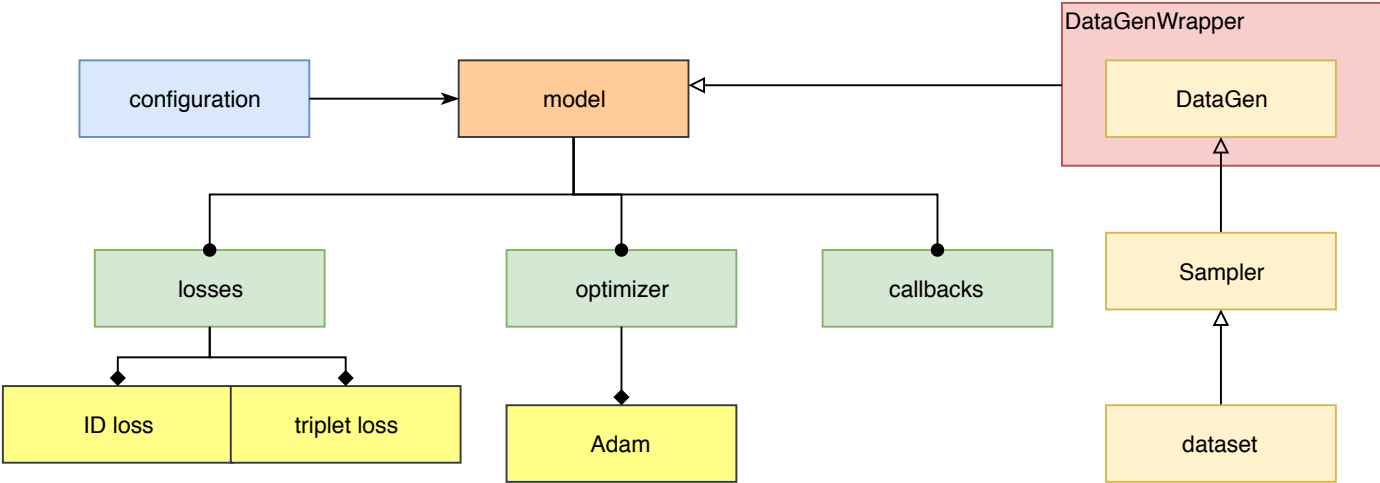 DataGenWrapper
configuration
model
DataGen
losses
optimizer
callbacks
Sampler
ID loss
triplet loss
Adam
dataset